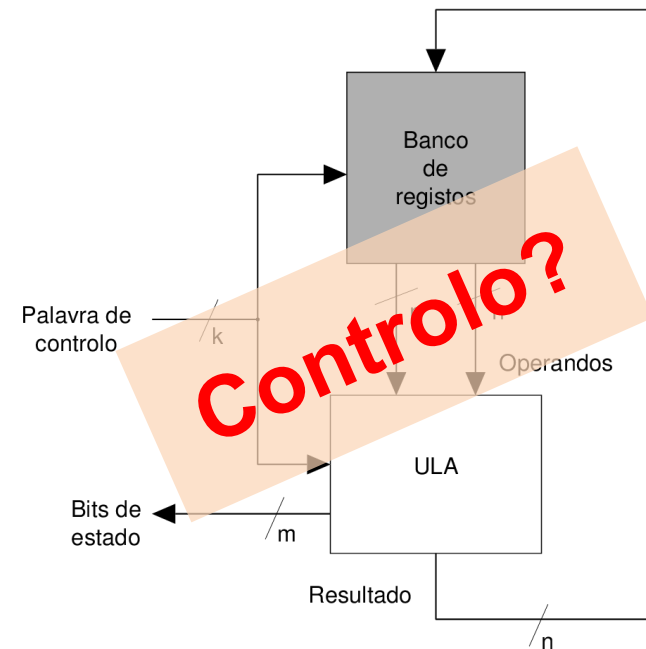 Banco
de
registos
Controlo?
n
n
Palavra de
controlo
k
Operandos
ULA
Bits de
estado
m
Resultado
n